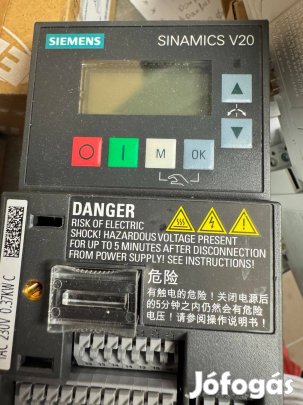 SIEMENS
SINAMICS V20
M
OK
DANGER
RISK OF ELECTRIC
SHOCK! HAZARDOUS VOLTAGE PRESENT
FOR UP TO 5 MINUTES AFTER DISCONNECTION
FROM POWER SUPPLY! SEE INSTRUCTIONS!
危险
有触电的危险!关闭电源后
的5分钟之内仍然会有危险
电压!请参阅操作说明书!
1AC 230V 0.37KW C
Jófogás